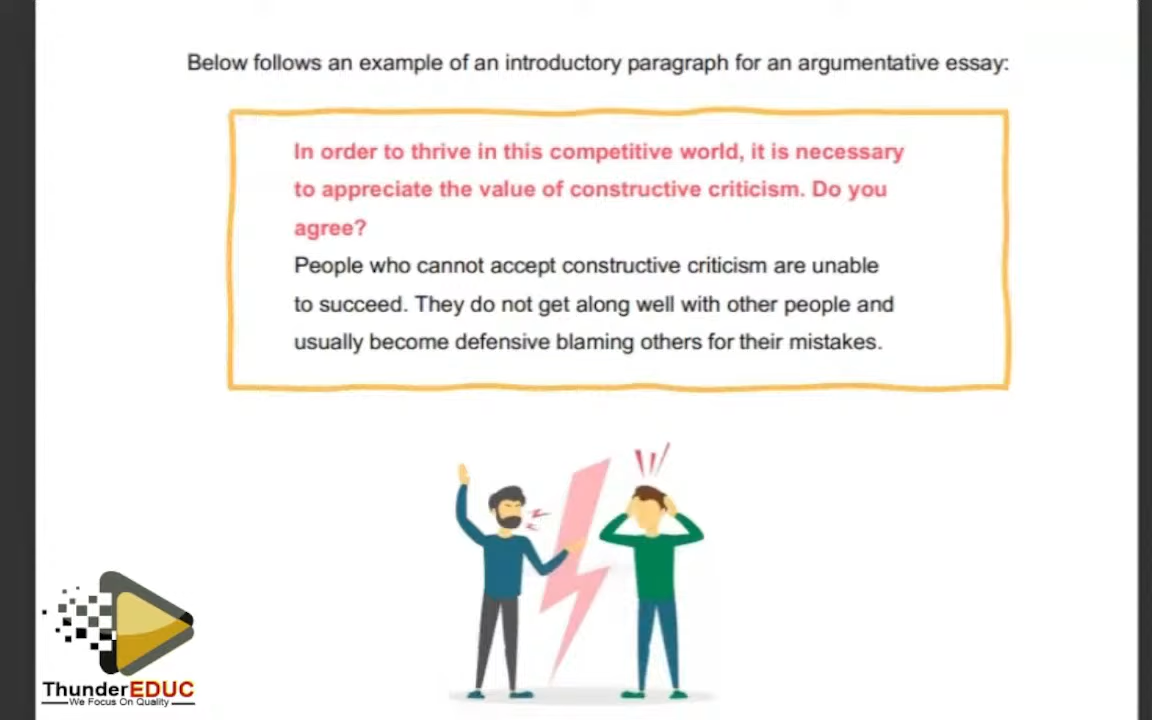 Below follows an example of an introductory paragraph for an argumentative essay:
In order to thrive in this competitive world, it is necessary
to appreciate the value of constructive criticism. Do you
agree?
People who cannot accept constructive criticism are unable
to succeed. They do not get along well with other people and
usually become defensive blaming others for their mistakes.
ThunderEDUC
We Focus On Quality